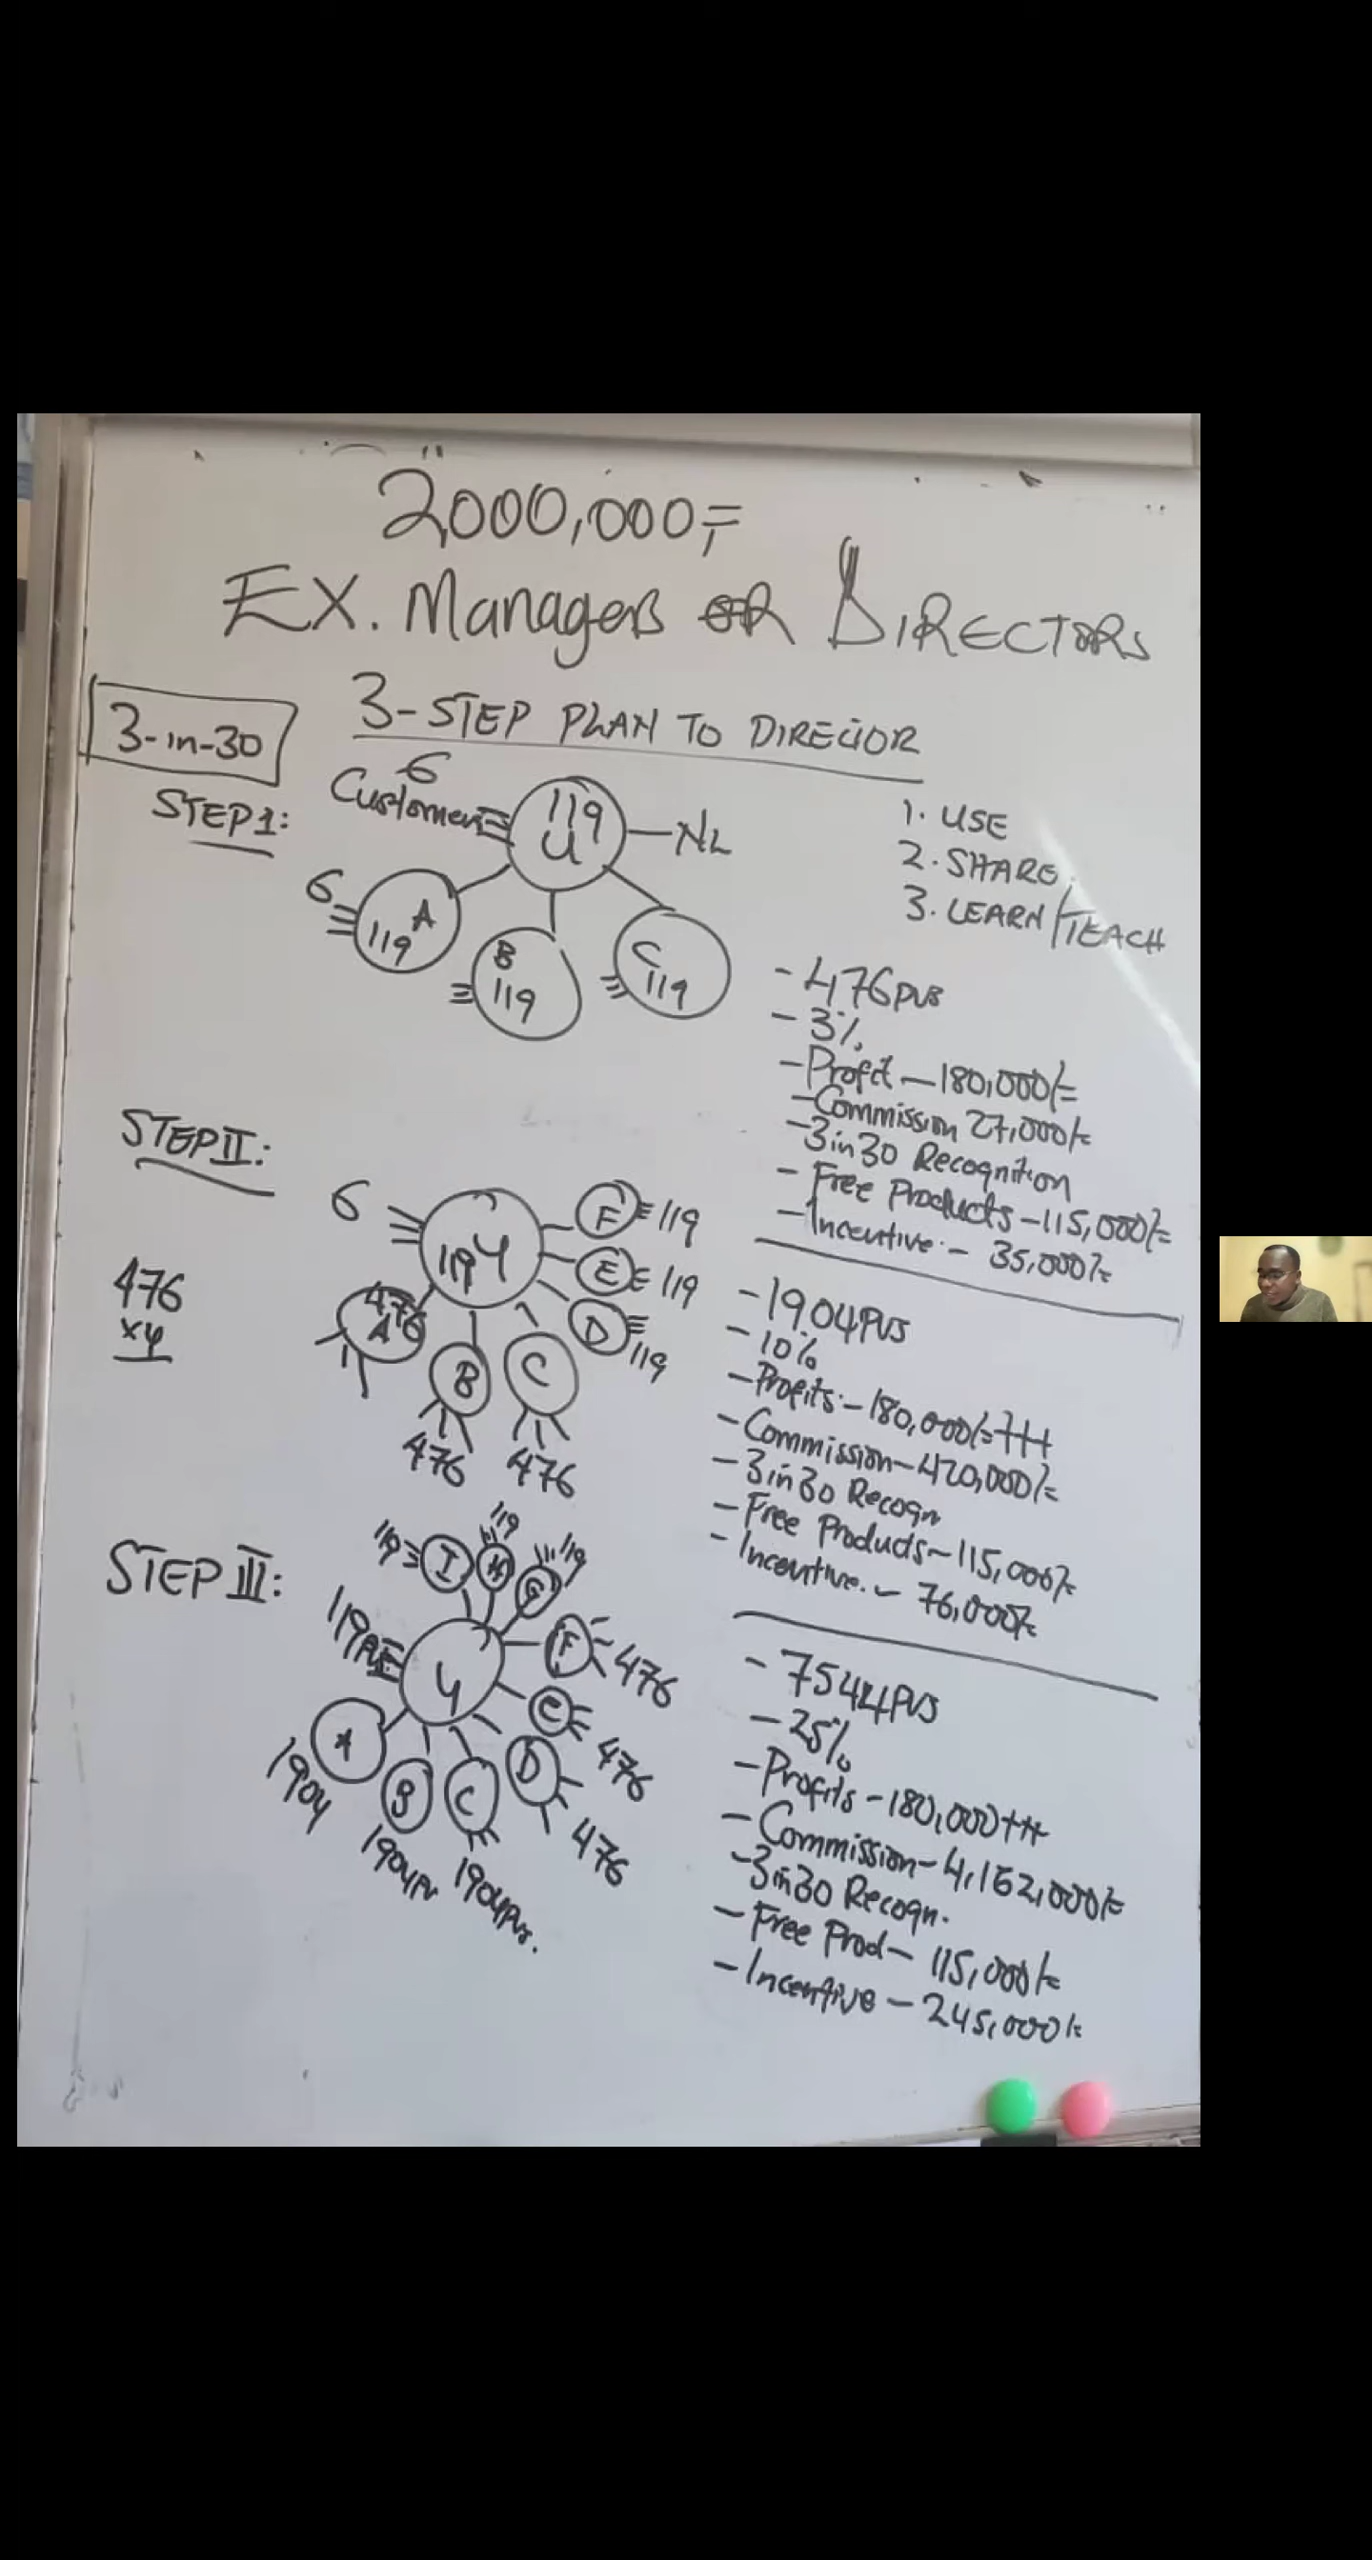 2000,000/=
EX. Managers OR DIRECTORS
3-in-30
3-STEP PLAN TO DIRECTOR
STEP 1:
6
Customers
119
U
NL
6
A
119
B
119
C
119
1. USE
2. SHARE
3. LEARN/TEACH
- 476PVs
- 3%
- Profit - 180,000/=
- Commission 27,000/=
- 3in30 Recognition
- Free Products - 115,000/=
- Incentive - 35,000/=
STEP II:
6
119 Y
F 119
E 119
D 119
476
A
B
476
C
476
476
x4
- 1904PVs
- 10%
- Profits - 180,000/=+++
- Commission - 420,000/=
- 3in30 Recogn
- Free Products - 115,000/=
- Incentive. - 76,000/=
STEP III:
119 I
119 H
119 G
119PVs
Y
F 476
E 476
D 476
A
1904
B
1904PV
C
1904PVs.
- 7544PVs
- 25%
- Profits - 180,000+++
- Commission - 4,162,000/=
- 3in30 Recogn.
- Free Prod - 115,000/=
- Incentive - 245,000/=